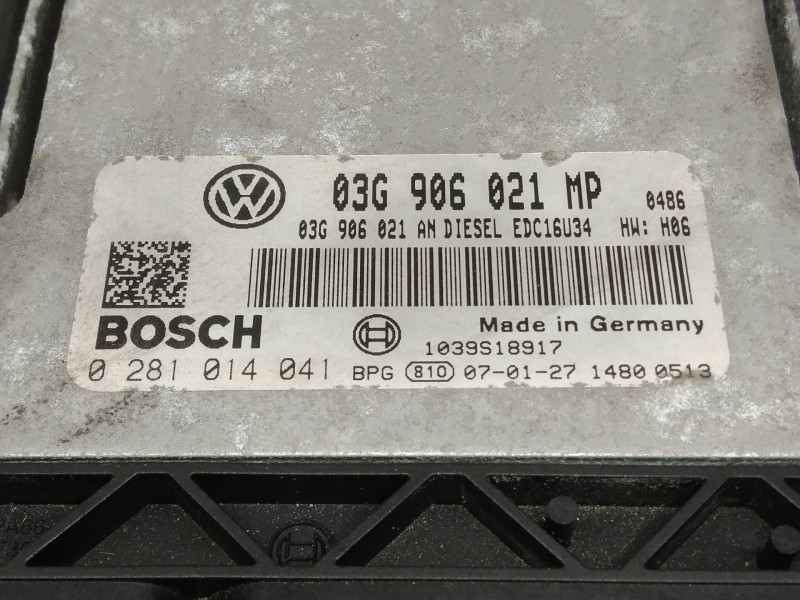 03G 906 021 MP 0486
03G 906 021 AN DIESEL EDC16U34 HW: H06
BOSCH
Made in Germany
1039S18917
0 281 014 041 BPG 810 07-01-27 1480 0513